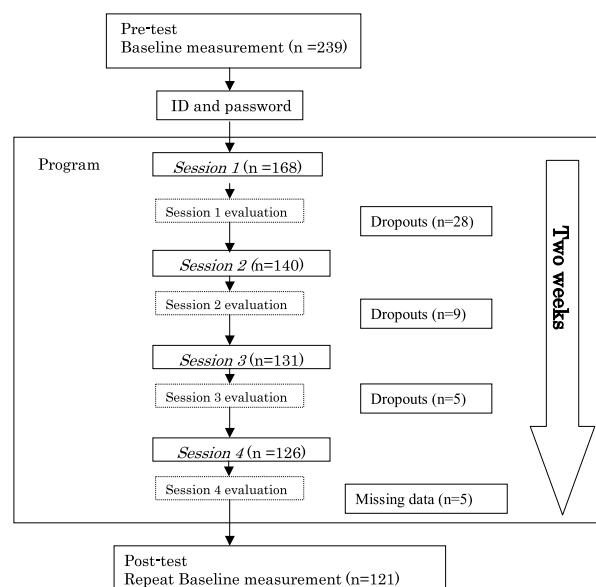 Pre-test
Baseline measurement (n =239)
ID and password
Program
Session 1 (n =168)
Session 1 evaluation
Dropouts (n=28)
Session 2 (n=140)
Session 2 evaluation
Dropouts (n=9)
Session 3 (n=131)
Session 3 evaluation
Dropouts (n=5)
Session 4 (n =126)
Session 4 evaluation
Missing data (n=5)
Two weeks
Post-test
Repeat Baseline measurement (n=121)